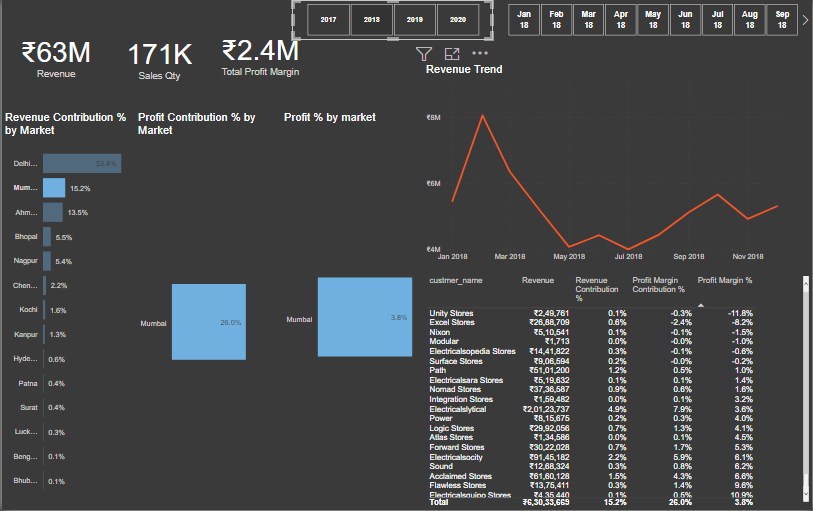 2017 2018 2019 2020
Jan 18 Feb 18 Mar 18 Apr 18 May 18 Jun 18 Jul 18 Aug 18 Sep 18
₹63M
Revenue
171K
Sales Qty
₹2.4M
Total Profit Margin
Revenue Contribution % by Market
Delhi... 53.4%
Mum... 15.2%
Ahm... 13.5%
Bhopal 5.5%
Nagpur 5.4%
Chen... 2.2%
Kochi 1.6%
Kanpur 1.3%
Hyde... 0.6%
Patna 0.4%
Surat 0.4%
Luck... 0.3%
Beng... 0.1%
Bhub... 0.1%
Profit Contribution % by Market
Mumbai 26.0%
Profit % by market
Mumbai 3.8%
Revenue Trend
₹8M
₹6M
₹4M
Jan 2018 Mar 2018 May 2018 Jul 2018 Sep 2018 Nov 2018
custmer_name Revenue Revenue Contribution % Profit Margin Contribution % Profit Margin %
Unity Stores ₹2,49,761 0.1% -0.3% -11.8%
Excel Stores ₹26,88,709 0.6% -2.4% -8.2%
Nixon ₹5,10,541 0.1% -0.1% -1.5%
Modular ₹1,713 0.0% -0.0% -1.0%
Electricalsopedia Stores ₹14,41,822 0.3% -0.1% -0.6%
Surface Stores ₹9,06,594 0.2% -0.0% -0.2%
Path ₹51,01,200 1.2% 0.5% 1.0%
Electricalsara Stores ₹5,19,632 0.1% 0.1% 1.4%
Nomad Stores ₹37,36,587 0.9% 0.6% 1.6%
Integration Stores ₹1,59,482 0.0% 0.1% 3.2%
Electricalslytical ₹2,01,23,737 4.9% 7.9% 3.6%
Power ₹8,15,675 0.2% 0.3% 4.0%
Logic Stores ₹29,92,056 0.7% 1.3% 4.1%
Atlas Stores ₹1,34,586 0.0% 0.1% 4.5%
Forward Stores ₹30,22,028 0.7% 1.7% 5.3%
Electricalsocity ₹91,45,182 2.2% 5.9% 6.1%
Sound ₹12,68,324 0.3% 0.8% 6.2%
Acclaimed Stores ₹61,60,128 1.5% 4.3% 6.6%
Flawless Stores ₹13,75,411 0.3% 1.4% 9.6%
Electricalsquipo Stores ₹4,35,440 0.1% 0.5% 10.9%
Total ₹6,30,33,669 15.2% 26.0% 3.8%